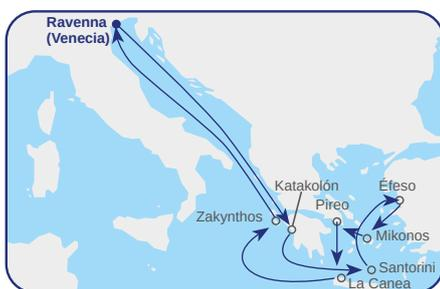 Ravenna
(Venecia)
Katakolón
Éfeso
Pireo
Zakynthos
Mikonos
Santorini
La Canea